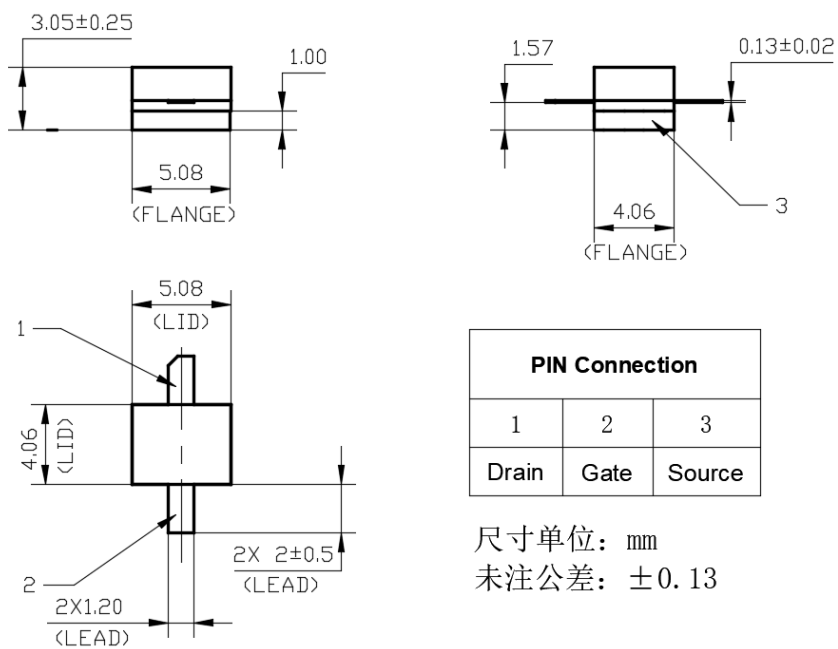 3.05±0.25
1.00
5.08
(FLANGE)
1.57
0.13±0.02
4.06
(FLANGE)
3
5.08
(LID)
1
4.06
(LID)
2X 2±0.5
(LEAD)
2
2X1.20
(LEAD)
PIN Connection
1 2 3
Drain Gate Source
尺寸单位：mm
未注公差：±0.13